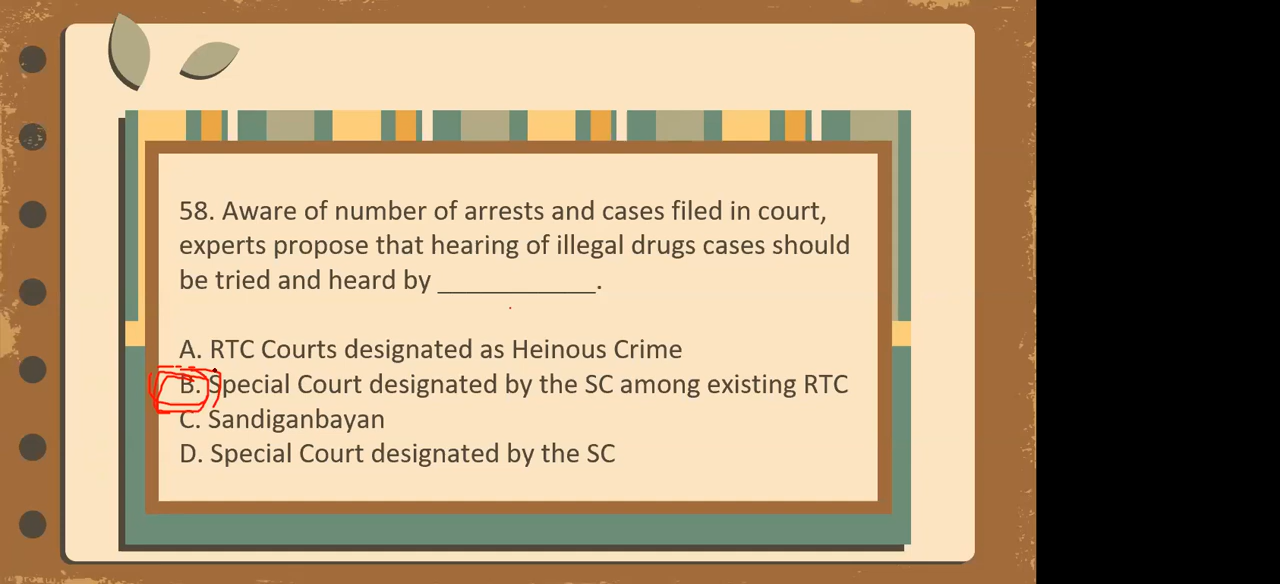 58. Aware of number of arrests and cases filed in court,
experts propose that hearing of illegal drugs cases should
be tried and heard by ___________.
A. RTC Courts designated as Heinous Crime
B. Special Court designated by the SC among existing RTC
C. Sandiganbayan
D. Special Court designated by the SC